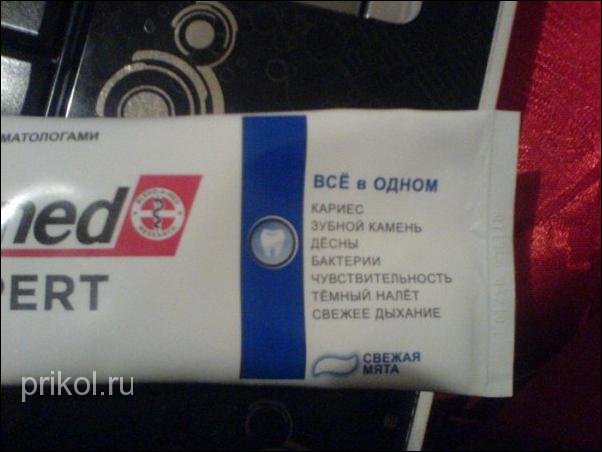 МАТОЛОГАМИ
ВСЁ в ОДНОМ
КАРИЕС
ЗУБНОЙ КАМЕНЬ
ДЁСНЫ
БАКТЕРИИ
ЧУВСТВИТЕЛЬНОСТЬ
ТЁМНЫЙ НАЛЁТ
СВЕЖЕЕ ДЫХАНИЕ
med
PERT
СВЕЖАЯ
МЯТА
prikol.ru